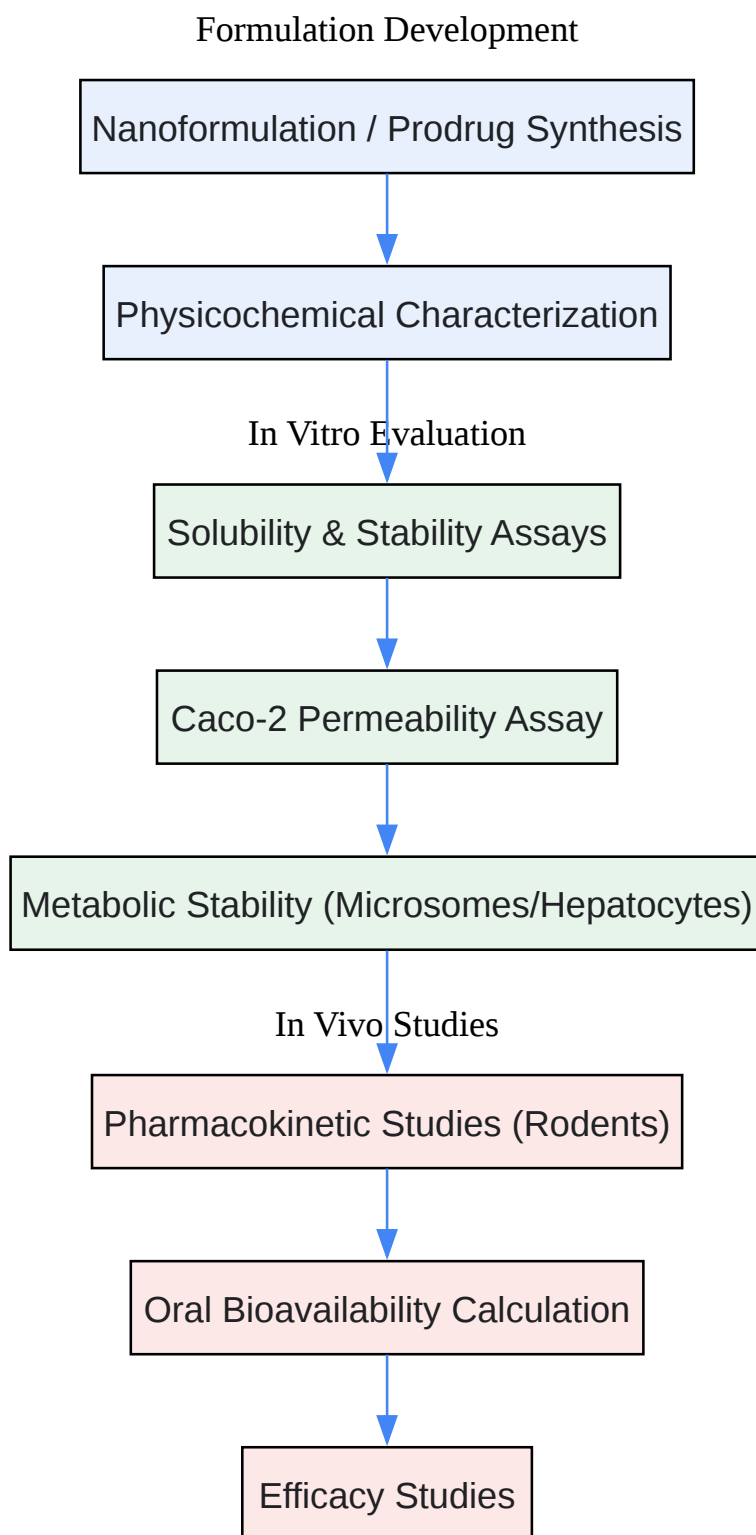 Formulation Development
Nanoformulation / Prodrug Synthesis
Physicochemical Characterization
In Vitro Evaluation
Solubility & Stability Assays
Caco-2 Permeability Assay
Metabolic Stability (Microsomes/Hepatocytes)
In Vivo Studies
Pharmacokinetic Studies (Rodents)
Oral Bioavailability Calculation
Efficacy Studies